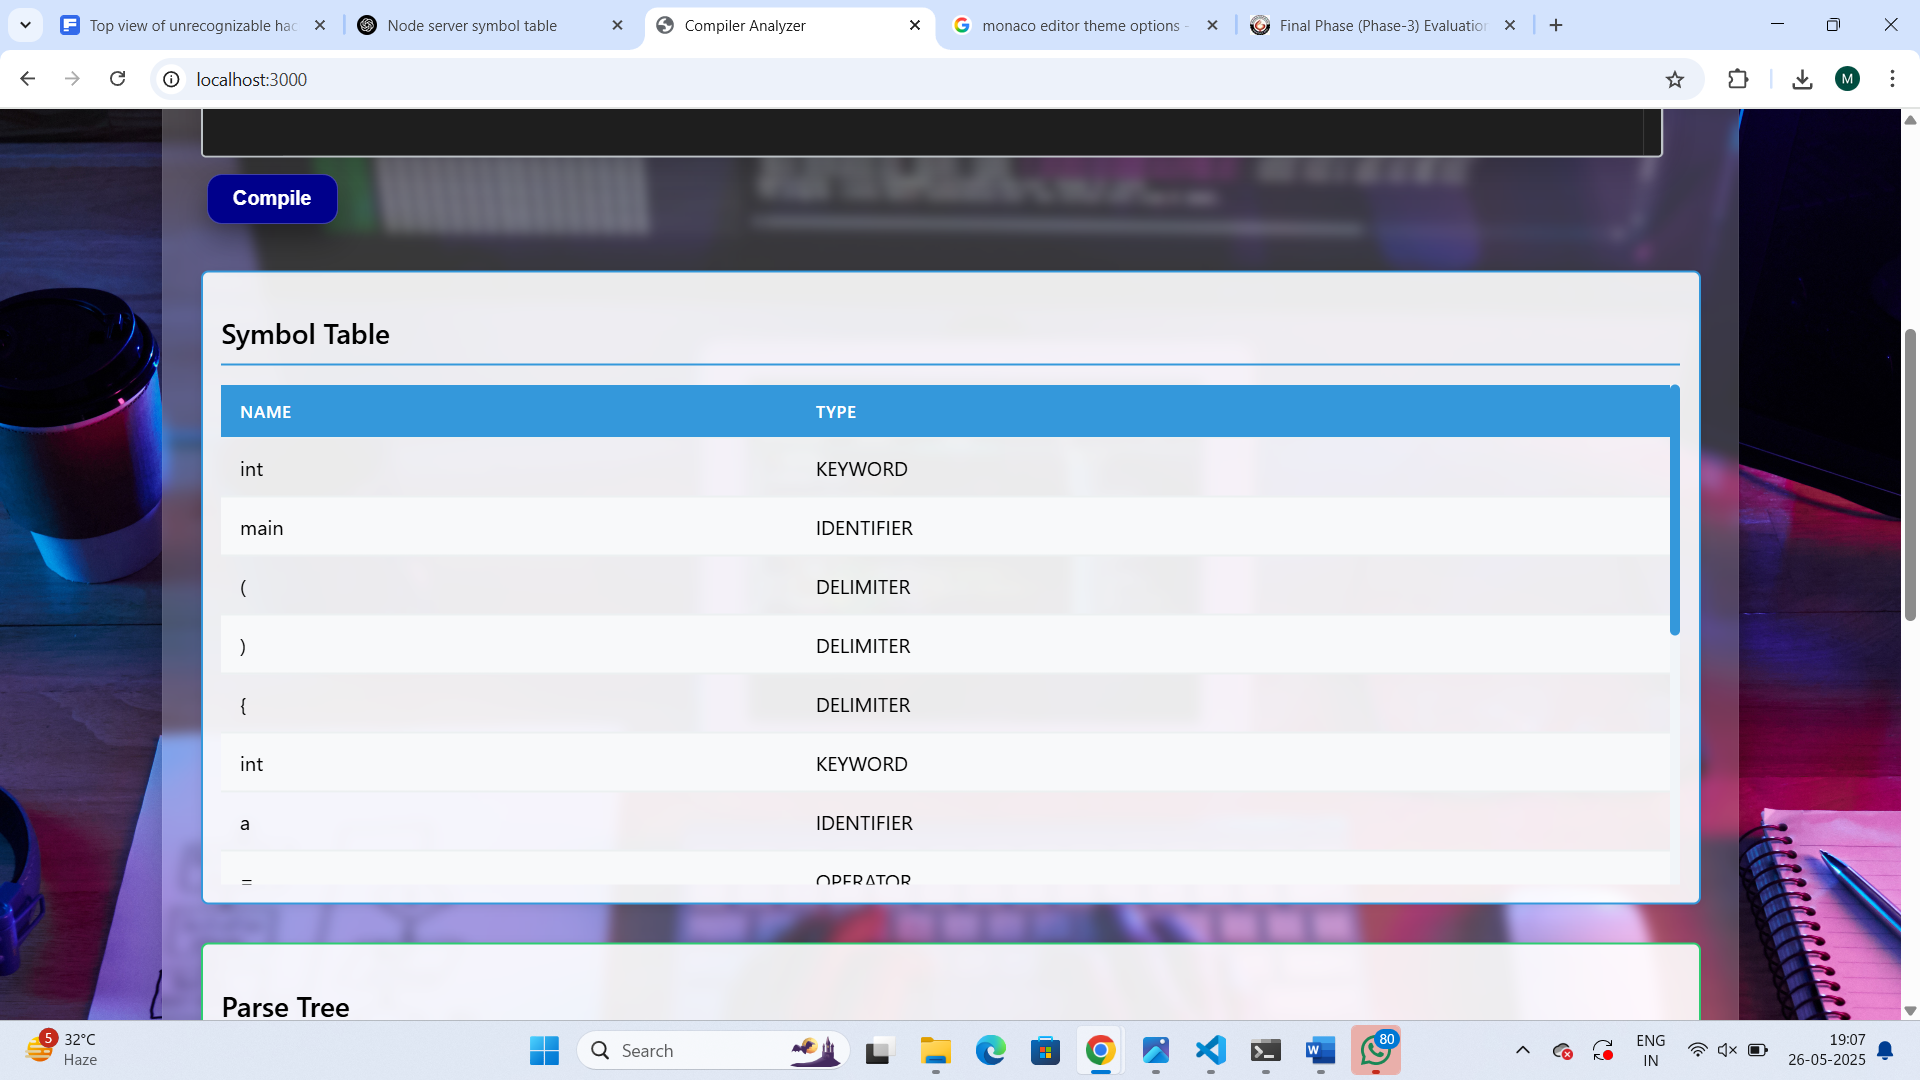 Top view of unrecognizable hac
Node server symbol table
Compiler Analyzer
monaco editor theme options -
Final Phase (Phase-3) Evaluation
localhost:3000
M
Compile
Symbol Table
NAME TYPE
int KEYWORD
main IDENTIFIER
( DELIMITER
) DELIMITER
{ DELIMITER
int KEYWORD
a IDENTIFIER
= OPERATOR
Parse Tree
5
32°C
Haze
Search
80
ENG
IN
19:07
26-05-2025